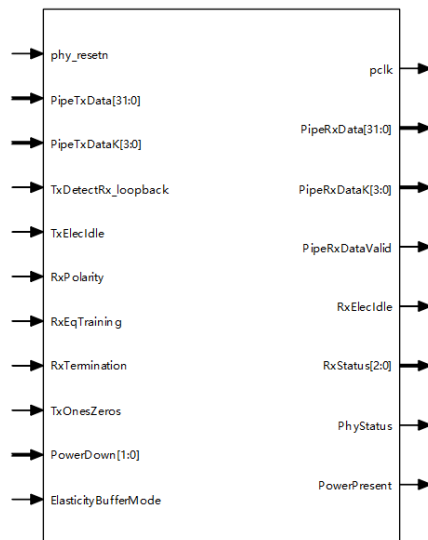 phy_resetn
PipeTxData[31:0]
PipeTxDataK[3:0]
TxDetectRx_loopback
TxElecIdle
RxPolarity
RxEqTraining
RxTermination
TxOnesZeros
PowerDown[1:0]
ElasticityBufferMode
pclk
PipeRxData[31:0]
PipeRxDataK[3:0]
PipeRxDataValid
RxElecIdle
RxStatus[2:0]
PhyStatus
PowerPresent